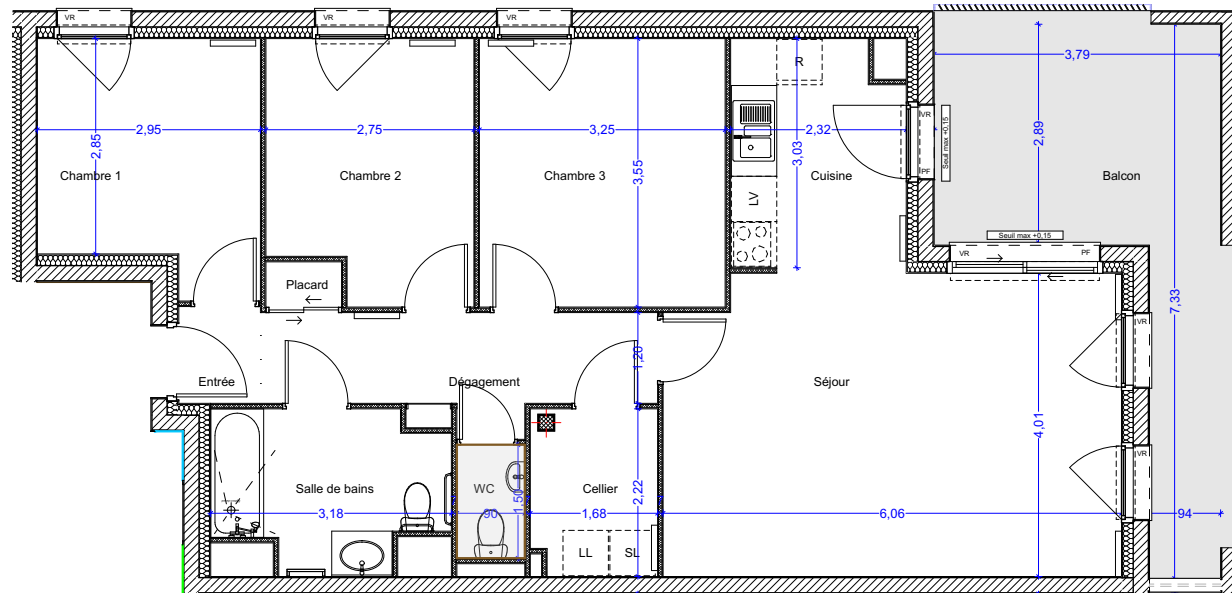 VR
VR
VR
R
3,79
2,95
2,75
3,25
2,32
2,85
3,55
3,03
2,89
VR
Seuil max +0,15
PF
Chambre 1
Chambre 2
Chambre 3
Cuisine
Balcon
LV
Seuil max +0,15
VR
PF
Placard
7,33
VR
1,20
Entrée
Dégagement
Séjour
4,01
VR
Salle de bains
WC
Cellier
1,50
2,22
3,18
90
1,68
6,06
94
LL
SL